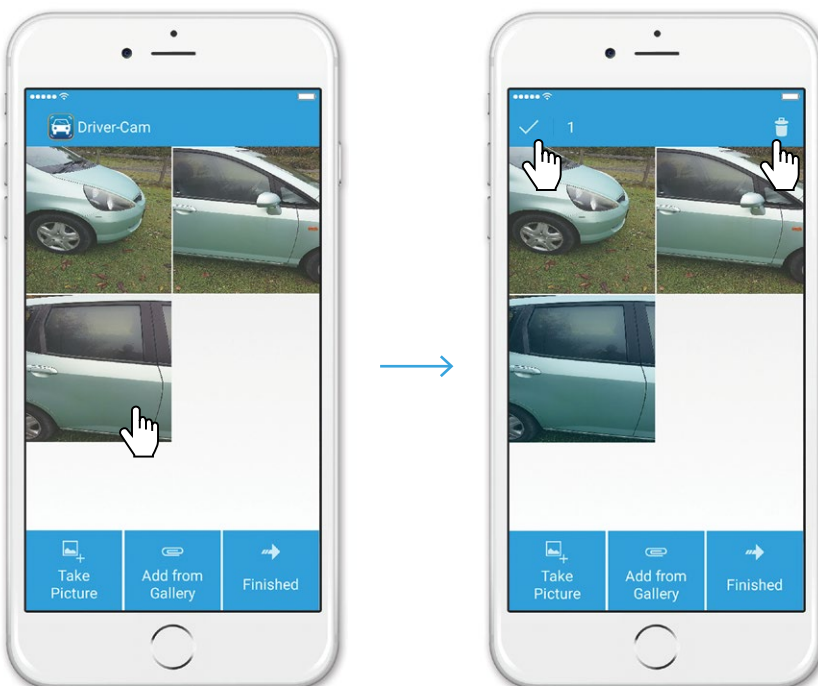 Driver-Cam
Take
Picture
Add from
Gallery
Finished
1
Take
Picture
Add from
Gallery
Finished